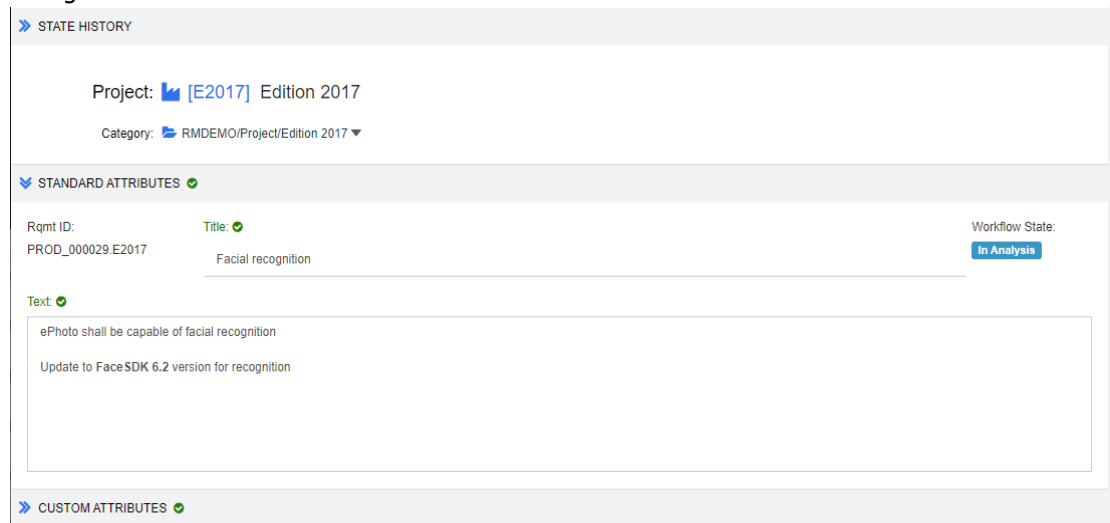 STATE HISTORY
Project: [E2017] Edition 2017
Category: RMDEMO/Project/Edition 2017
STANDARD ATTRIBUTES
Rqmt ID: Title: Workflow State:
PROD_000029.E2017 Facial recognition In Analysis
Text:
ePhoto shall be capable of facial recognition
Update to FaceSDK 6.2 version for recognition
CUSTOM ATTRIBUTES